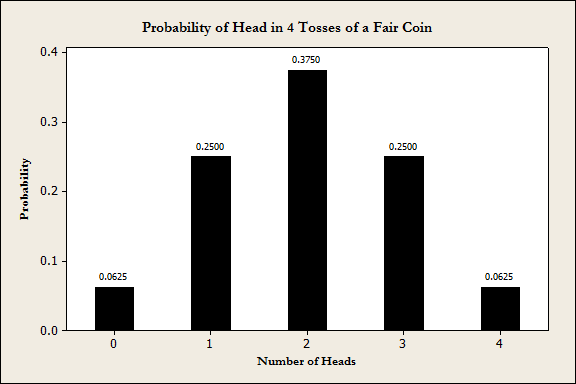 Probability of Head in 4 Tosses of a Fair Coin
0.4
0.3
0.2
0.1
0.0
Probability
0.0625
0.2500
0.3750
0.2500
0.0625
0 1 2 3 4
Number of Heads